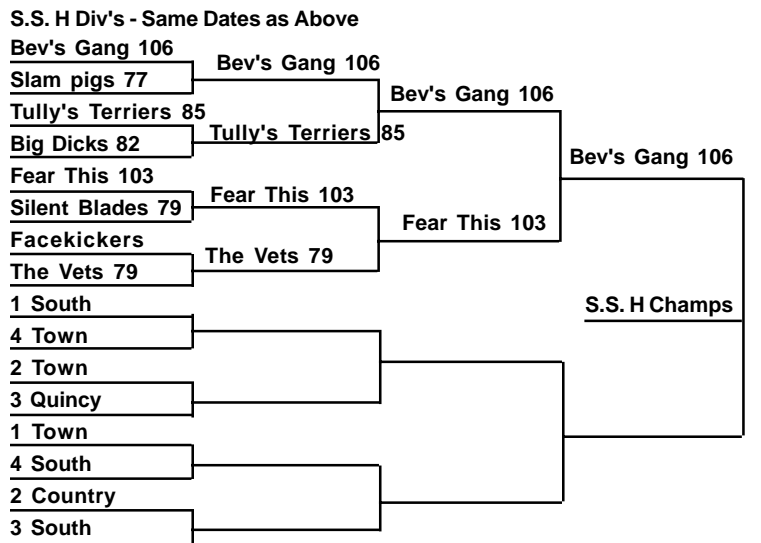 S.S. H Div's - Same Dates as Above
Bev's Gang 106
Slam pigs 77
Tully's Terriers 85
Big Dicks 82
Fear This 103
Silent Blades 79
Facekickers
The Vets 79
1 South
4 Town
2 Town
3 Quincy
1 Town
4 South
2 Country
3 South
Bev's Gang 106
Tully's Terriers 85
Fear This 103
The Vets 79
Bev's Gang 106
Fear This 103
Bev's Gang 106
S.S. H Champs